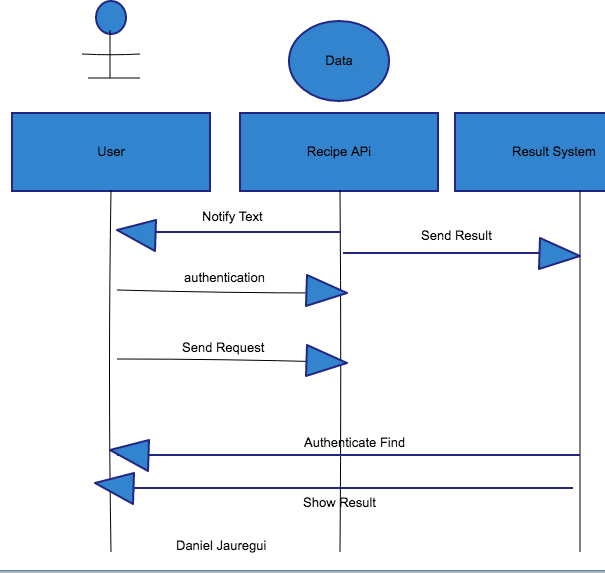 Data
User
Recipe APi
Result System
Notify Text
Send Result
authentication
Send Request
Authenticate Find
Show Result
Daniel Jauregui